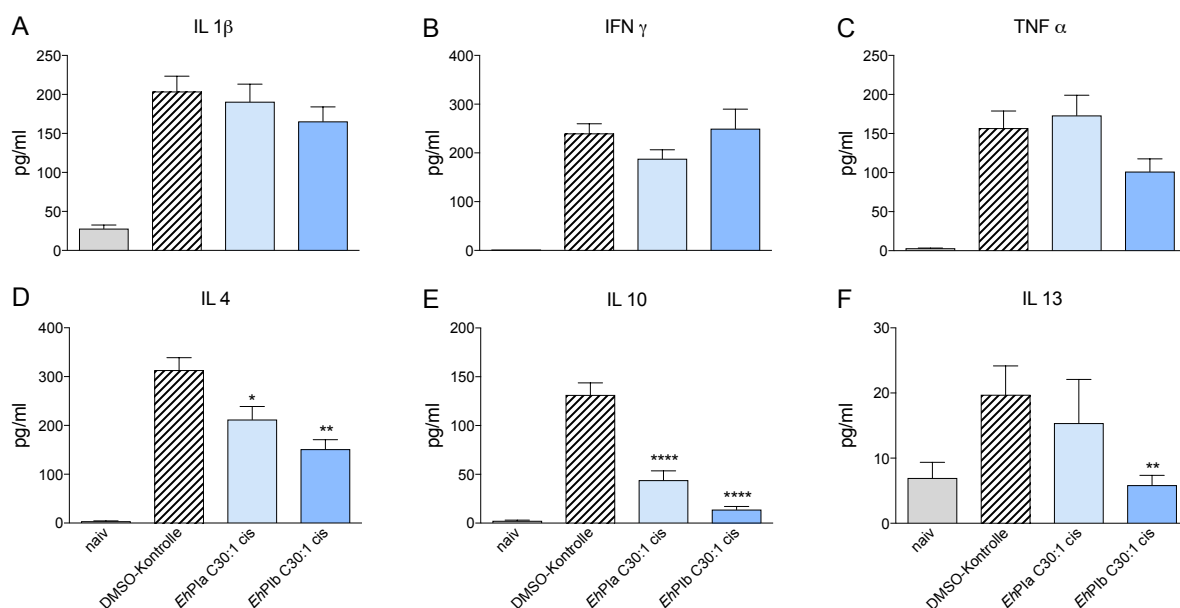 A
IL 1β
pg/ml
250
200
150
100
50
0
B
IFN γ
400
300
200
100
0
C
TNF α
250
200
150
100
50
0
D
IL 4
pg/ml
400
300
200
100
0
*
**
naiv
DMSO-Kontrolle
EhPIa C30:1 cis
EhPIb C30:1 cis
E
IL 10
pg/ml
200
150
100
50
0
****
****
naiv
DMSO-Kontrolle
EhPIa C30:1 cis
EhPIb C30:1 cis
F
IL 13
pg/ml
30
20
10
0
**
naiv
DMSO-Kontrolle
EhPIa C30:1 cis
EhPIb C30:1 cis